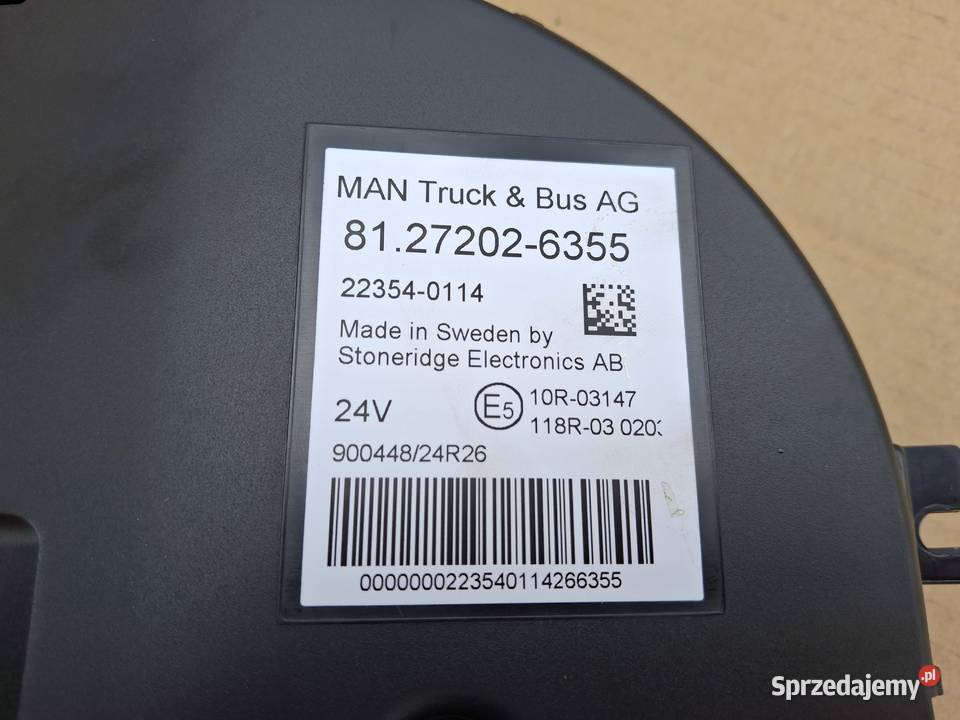 MAN Truck & Bus AG
81.27202-6355
22354-0114
Made in Sweden by
Stoneridge Electronics AB
24V
E5
10R-03147
118R-03 0203
900448/24R26
0000000223540114266355
Sprzedajemy.pl